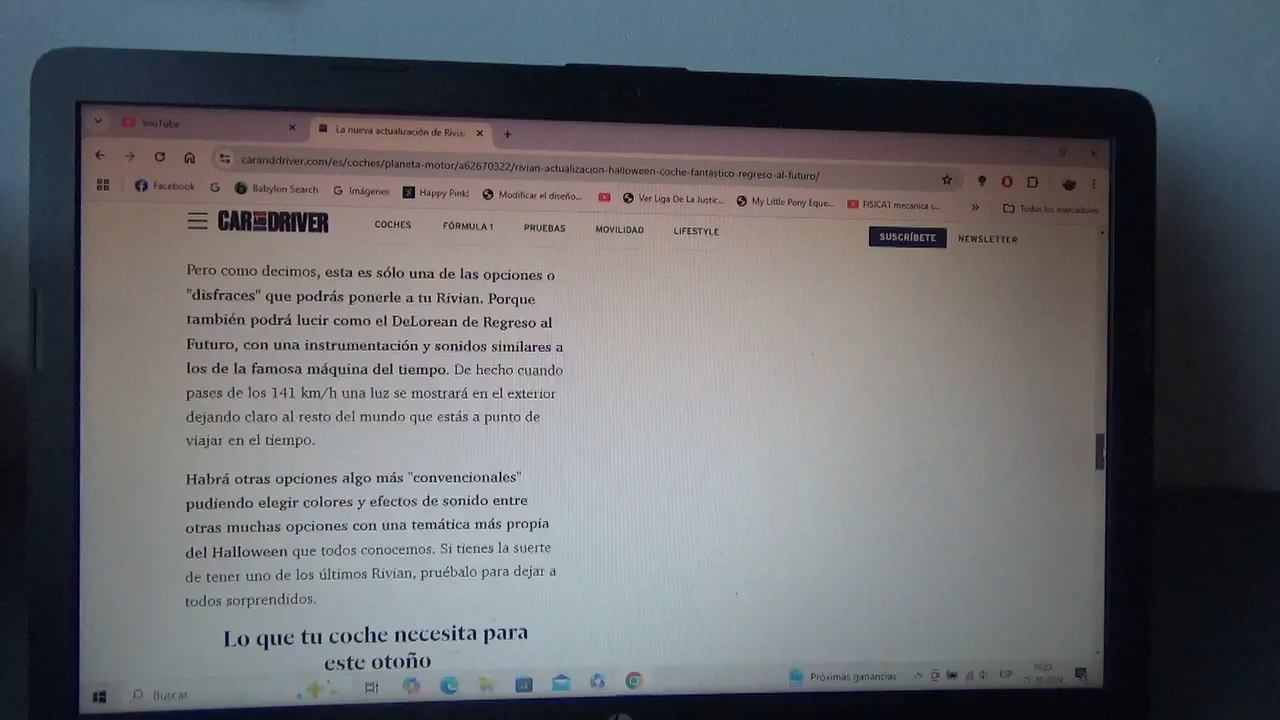 YouTube
La nueva actualización de Rivia
caranddriver.com/es/coches/planeta-motor/a62670322/rivian-actualizacion-halloween-coche-fantastico-regreso-al-futuro/
Facebook
Babylon Search
Imágenes
Happy Pink!
Modificar el diseño...
Ver Liga De La Justic...
My Little Pony Eque...
FISICA1 mecanica c...
»
Todos los marcadores
CAR AND DRIVER
COCHES
FÓRMULA 1
PRUEBAS
MOVILIDAD
LIFESTYLE
SUSCRÍBETE
NEWSLETTER
Pero como decimos, esta es sólo una de las opciones o
"disfraces" que podrás ponerle a tu Rivian. Porque
también podrá lucir como el DeLorean de Regreso al
Futuro, con una instrumentación y sonidos similares a
los de la famosa máquina del tiempo. De hecho cuando
pases de los 141 km/h una luz se mostrará en el exterior
dejando claro al resto del mundo que estás a punto de
viajar en el tiempo.
Habrá otras opciones algo más "convencionales"
pudiendo elegir colores y efectos de sonido entre
otras muchas opciones con una temática más propia
del Halloween que todos conocemos. Si tienes la suerte
de tener uno de los últimos Rivian, pruébalo para dejar a
todos sorprendidos.
Lo que tu coche necesita para
este otoño
Buscar
Próximas ganancias
ESP